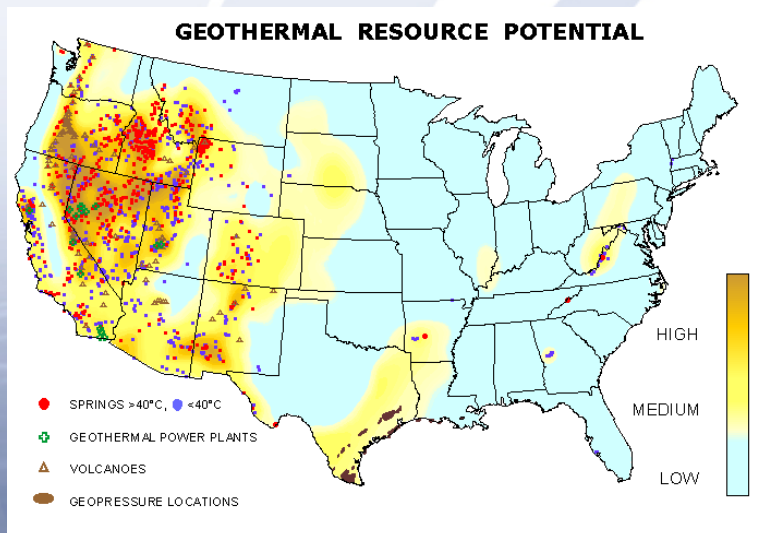 GEOTHERMAL RESOURCE POTENTIAL
HIGH
MEDIUM
LOW
SPRINGS >40°C, <40°C
GEOTHERMAL POWER PLANTS
VOLCANOES
GEOPRESSURE LOCATIONS